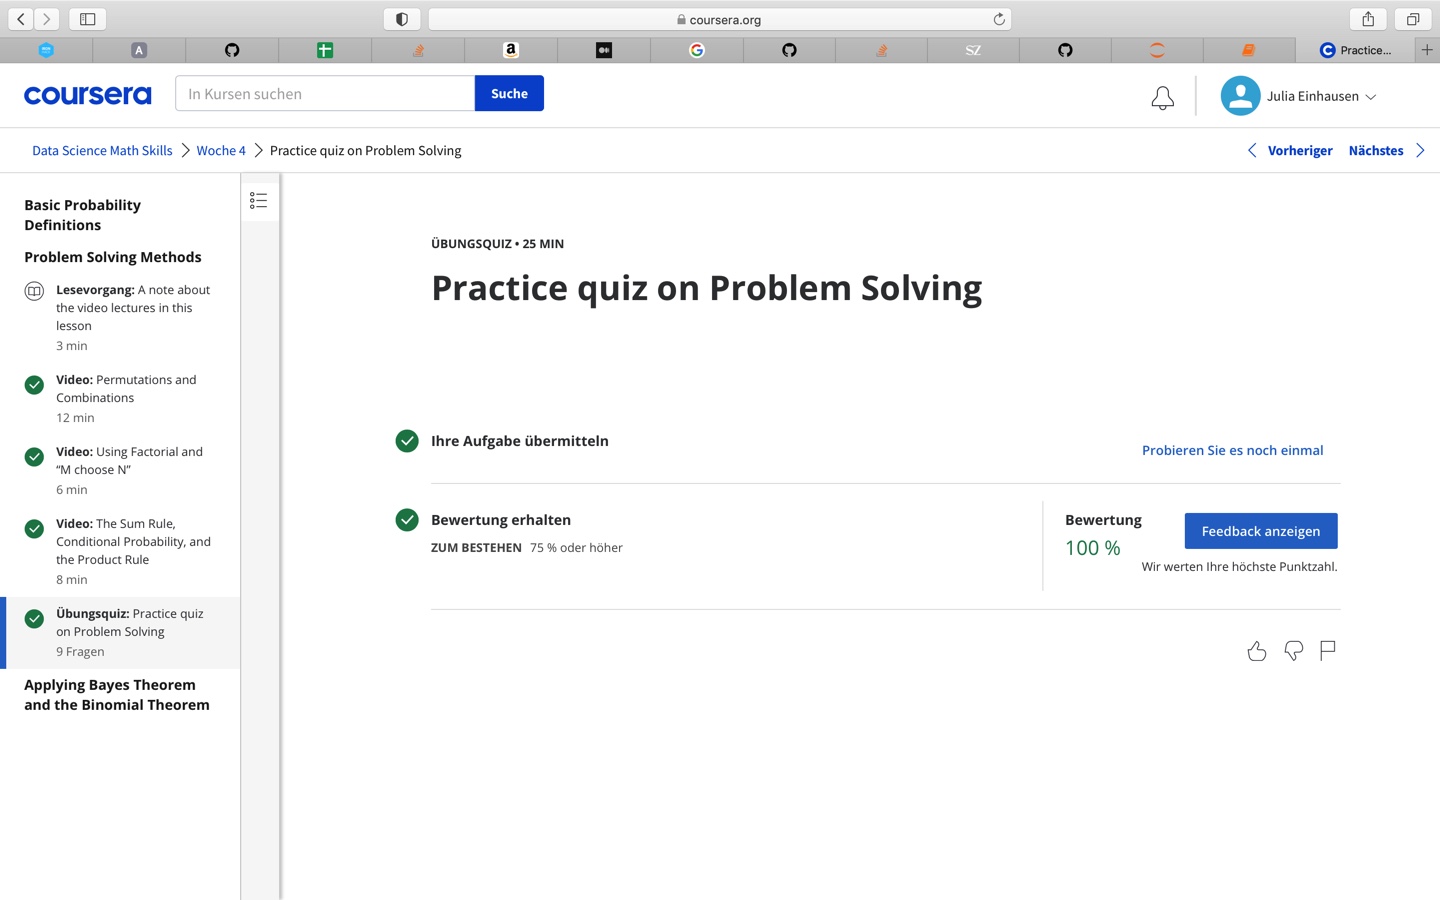 coursera.org
A
a
SZ
Practice...
coursera
In Kursen suchen
Suche
Julia Einhausen
Data Science Math Skills
Woche 4
Practice quiz on Problem Solving
Vorheriger
Nächstes
Basic Probability
Definitions
Problem Solving Methods
Lesevorgang: A note about
the video lectures in this
lesson
3 min
Video: Permutations and
Combinations
12 min
Video: Using Factorial and
“M choose N”
6 min
Video: The Sum Rule,
Conditional Probability, and
the Product Rule
8 min
Übungsquiz: Practice quiz
on Problem Solving
9 Fragen
Applying Bayes Theorem
and the Binomial Theorem
ÜBUNGSQUIZ • 25 MIN
Practice quiz on Problem Solving
Ihre Aufgabe übermitteln
Probieren Sie es noch einmal
Bewertung erhalten
ZUM BESTEHEN 75 % oder höher
Bewertung
100 %
Feedback anzeigen
Wir werten Ihre höchste Punktzahl.